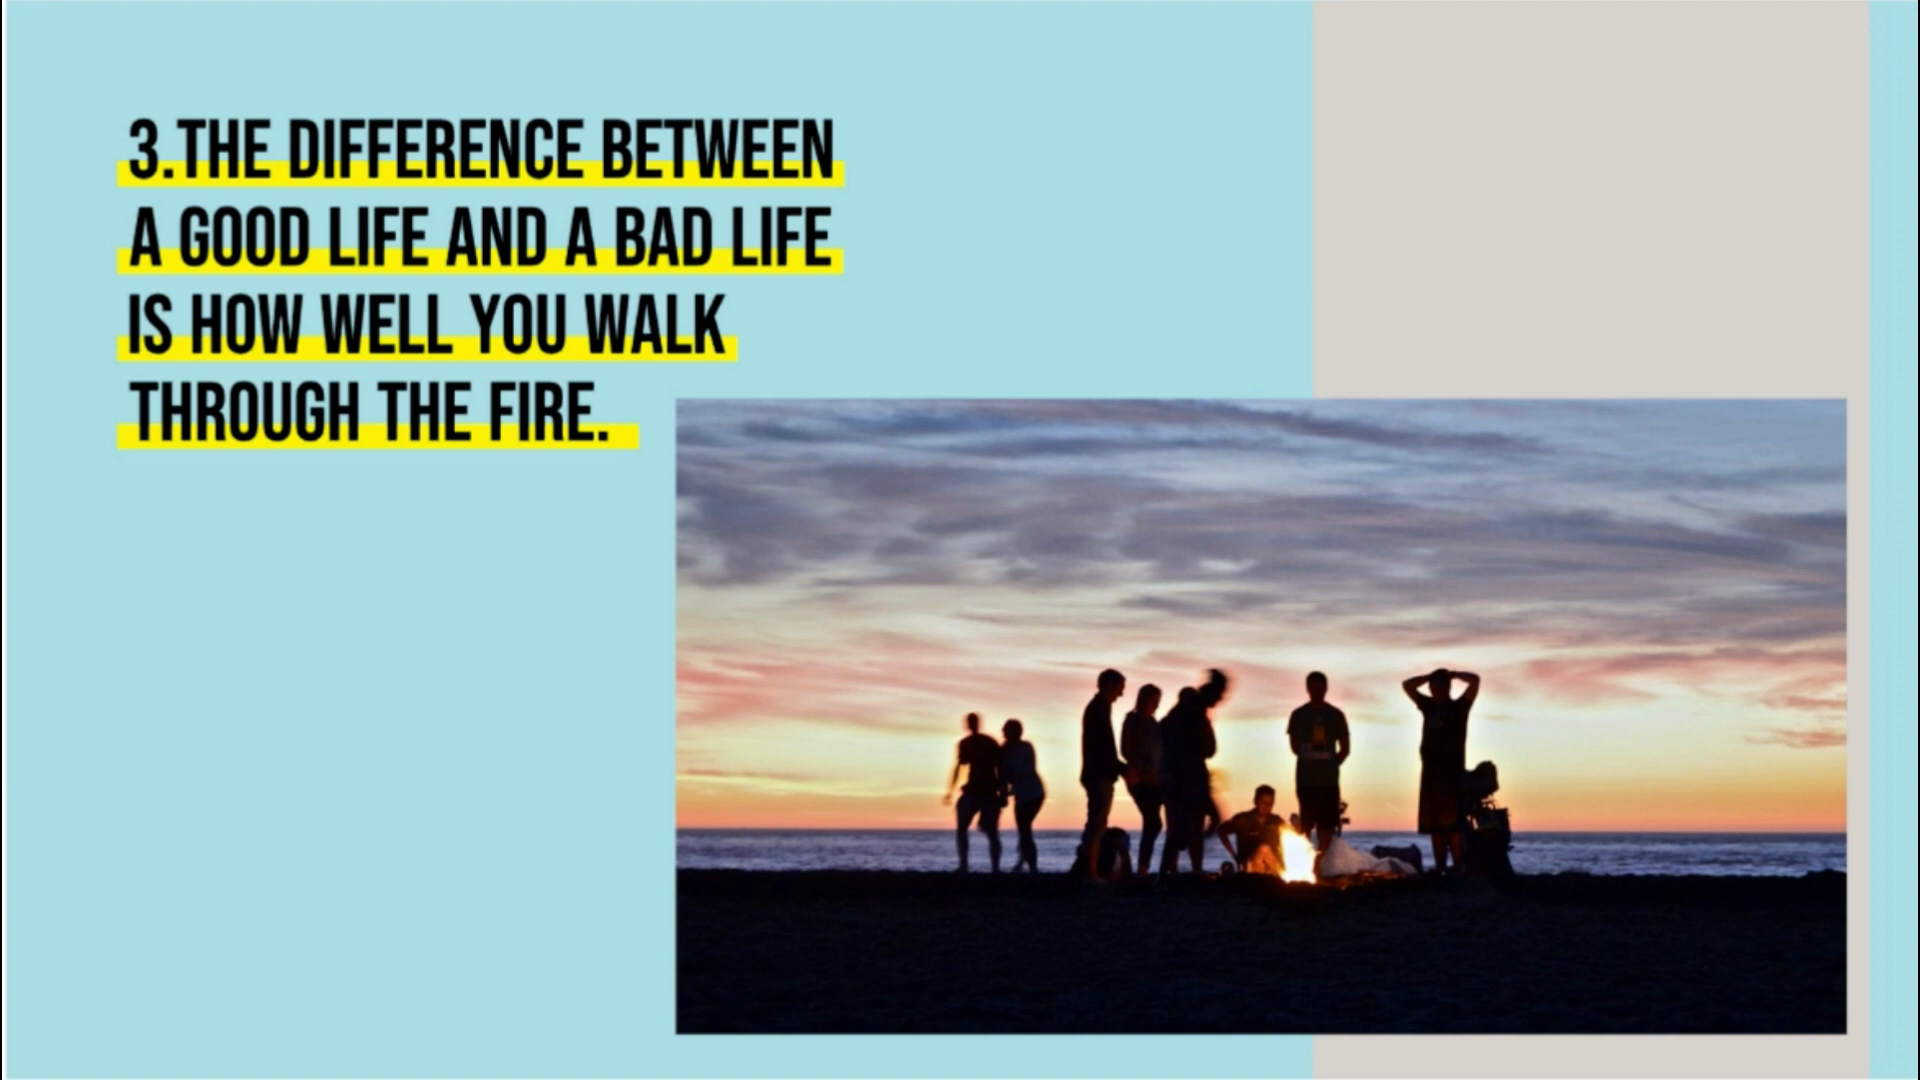 3.THE DIFFERENCE BETWEEN
A GOOD LIFE AND A BAD LIFE
IS HOW WELL YOU WALK
THROUGH THE FIRE.